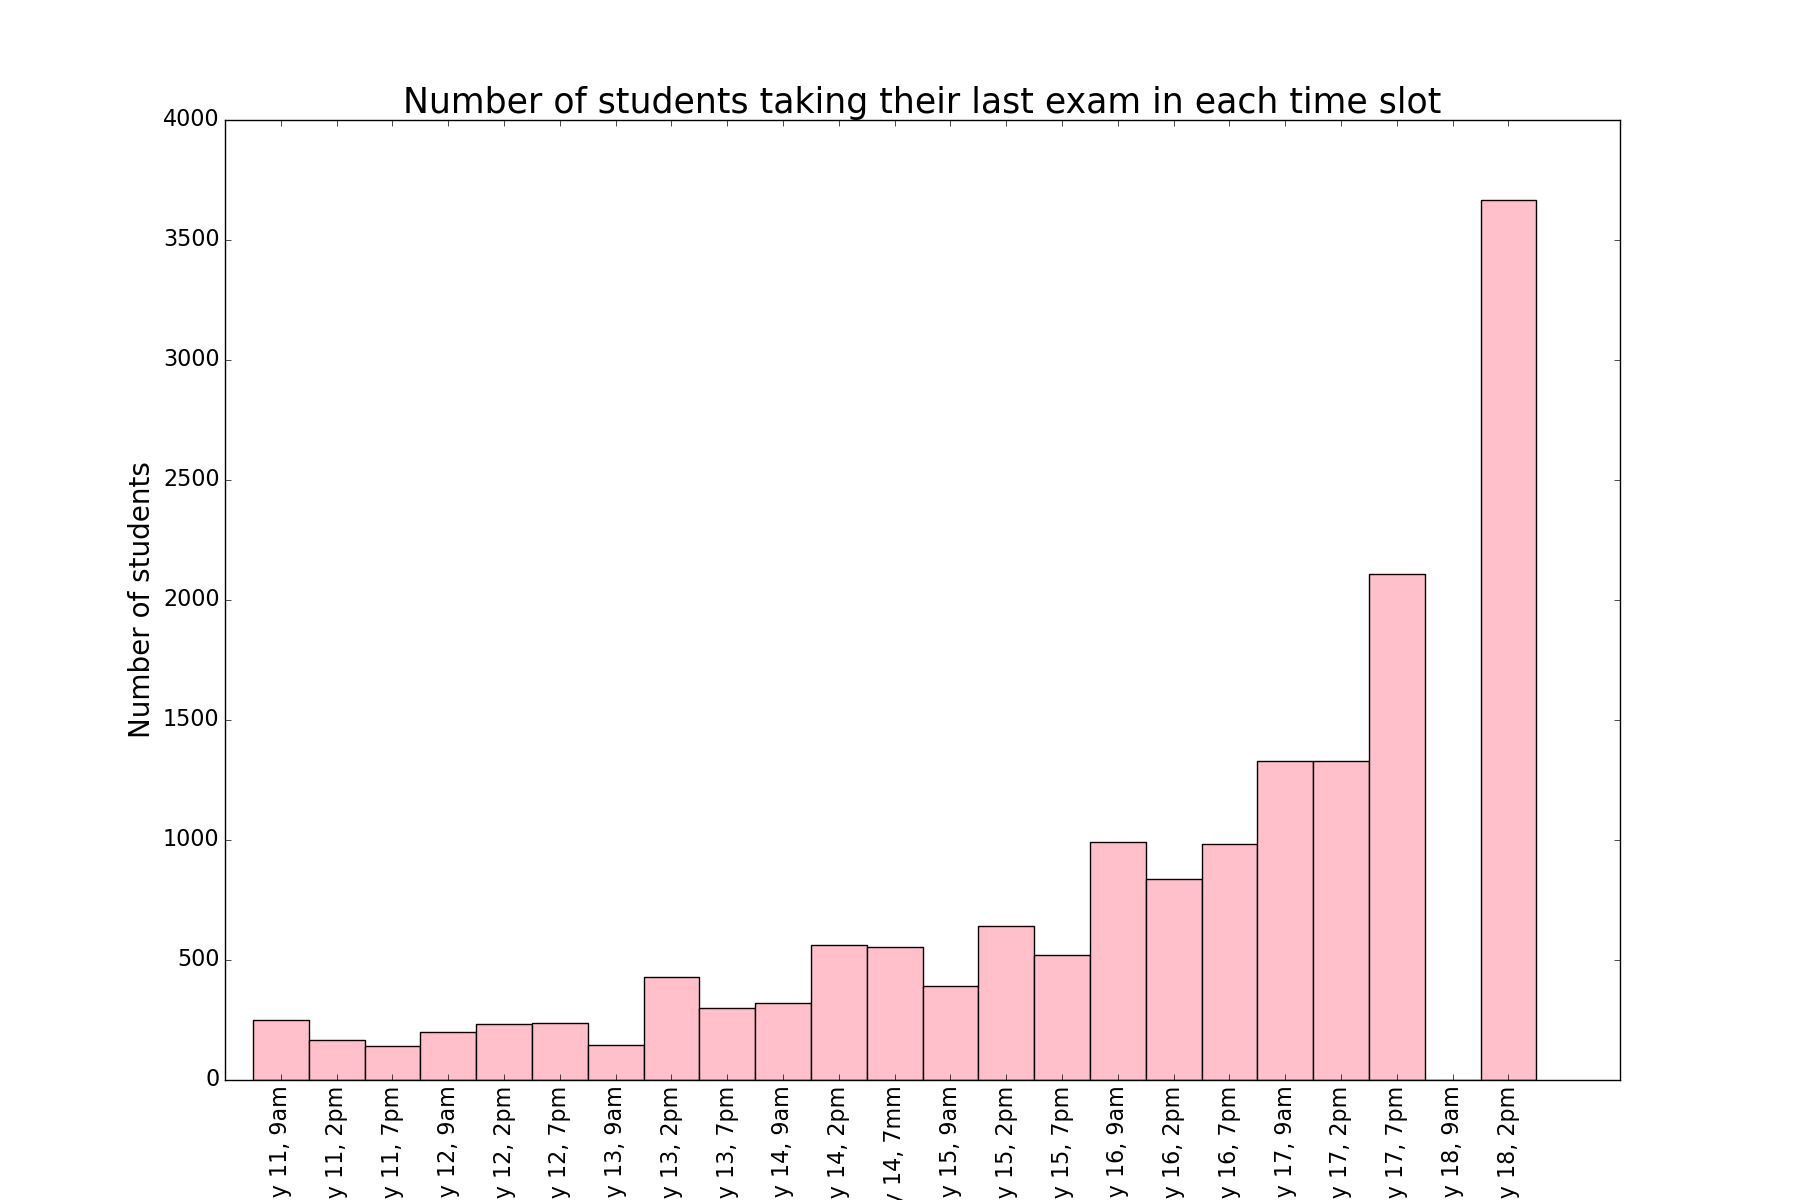 Number of students taking their last exam in each time slot
Number of students
4000
3500
3000
2500
2000
1500
1000
500
0
y 11, 9am
y 11, 2pm
y 11, 7pm
y 12, 9am
y 12, 2pm
y 12, 7pm
y 13, 9am
y 13, 2pm
y 13, 7pm
y 14, 9am
y 14, 2pm
y 14, 7mm
y 15, 9am
y 15, 2pm
y 15, 7pm
y 16, 9am
y 16, 2pm
y 16, 7pm
y 17, 9am
y 17, 2pm
y 17, 7pm
y 18, 9am
y 18, 2pm